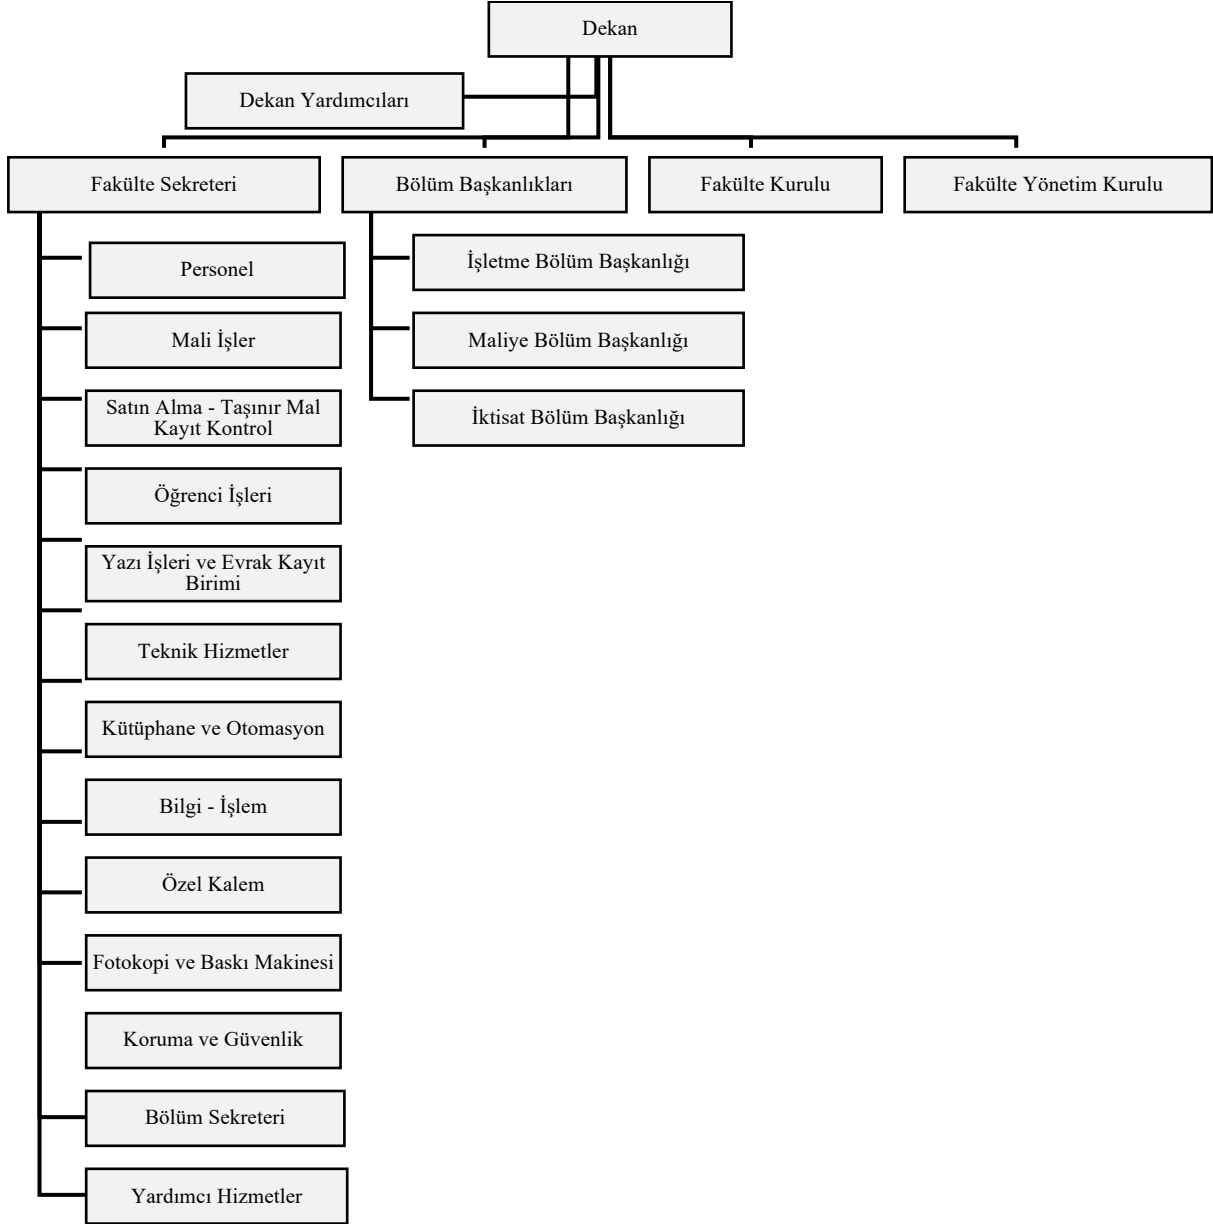 Dekan
Dekan Yardımcıları
Fakülte Sekreteri
Bölüm Başkanlıkları
Fakülte Kurulu
Fakülte Yönetim Kurulu
Personel
Mali İşler
Satın Alma - Taşınır Mal
Kayıt Kontrol
Öğrenci İşleri
Yazı İşleri ve Evrak Kayıt
Birimi
Teknik Hizmetler
Kütüphane ve Otomasyon
Bilgi - İşlem
Özel Kalem
Fotokopi ve Baskı Makinesi
Koruma ve Güvenlik
Bölüm Sekreteri
Yardımcı Hizmetler
İşletme Bölüm Başkanlığı
Maliye Bölüm Başkanlığı
İktisat Bölüm Başkanlığı